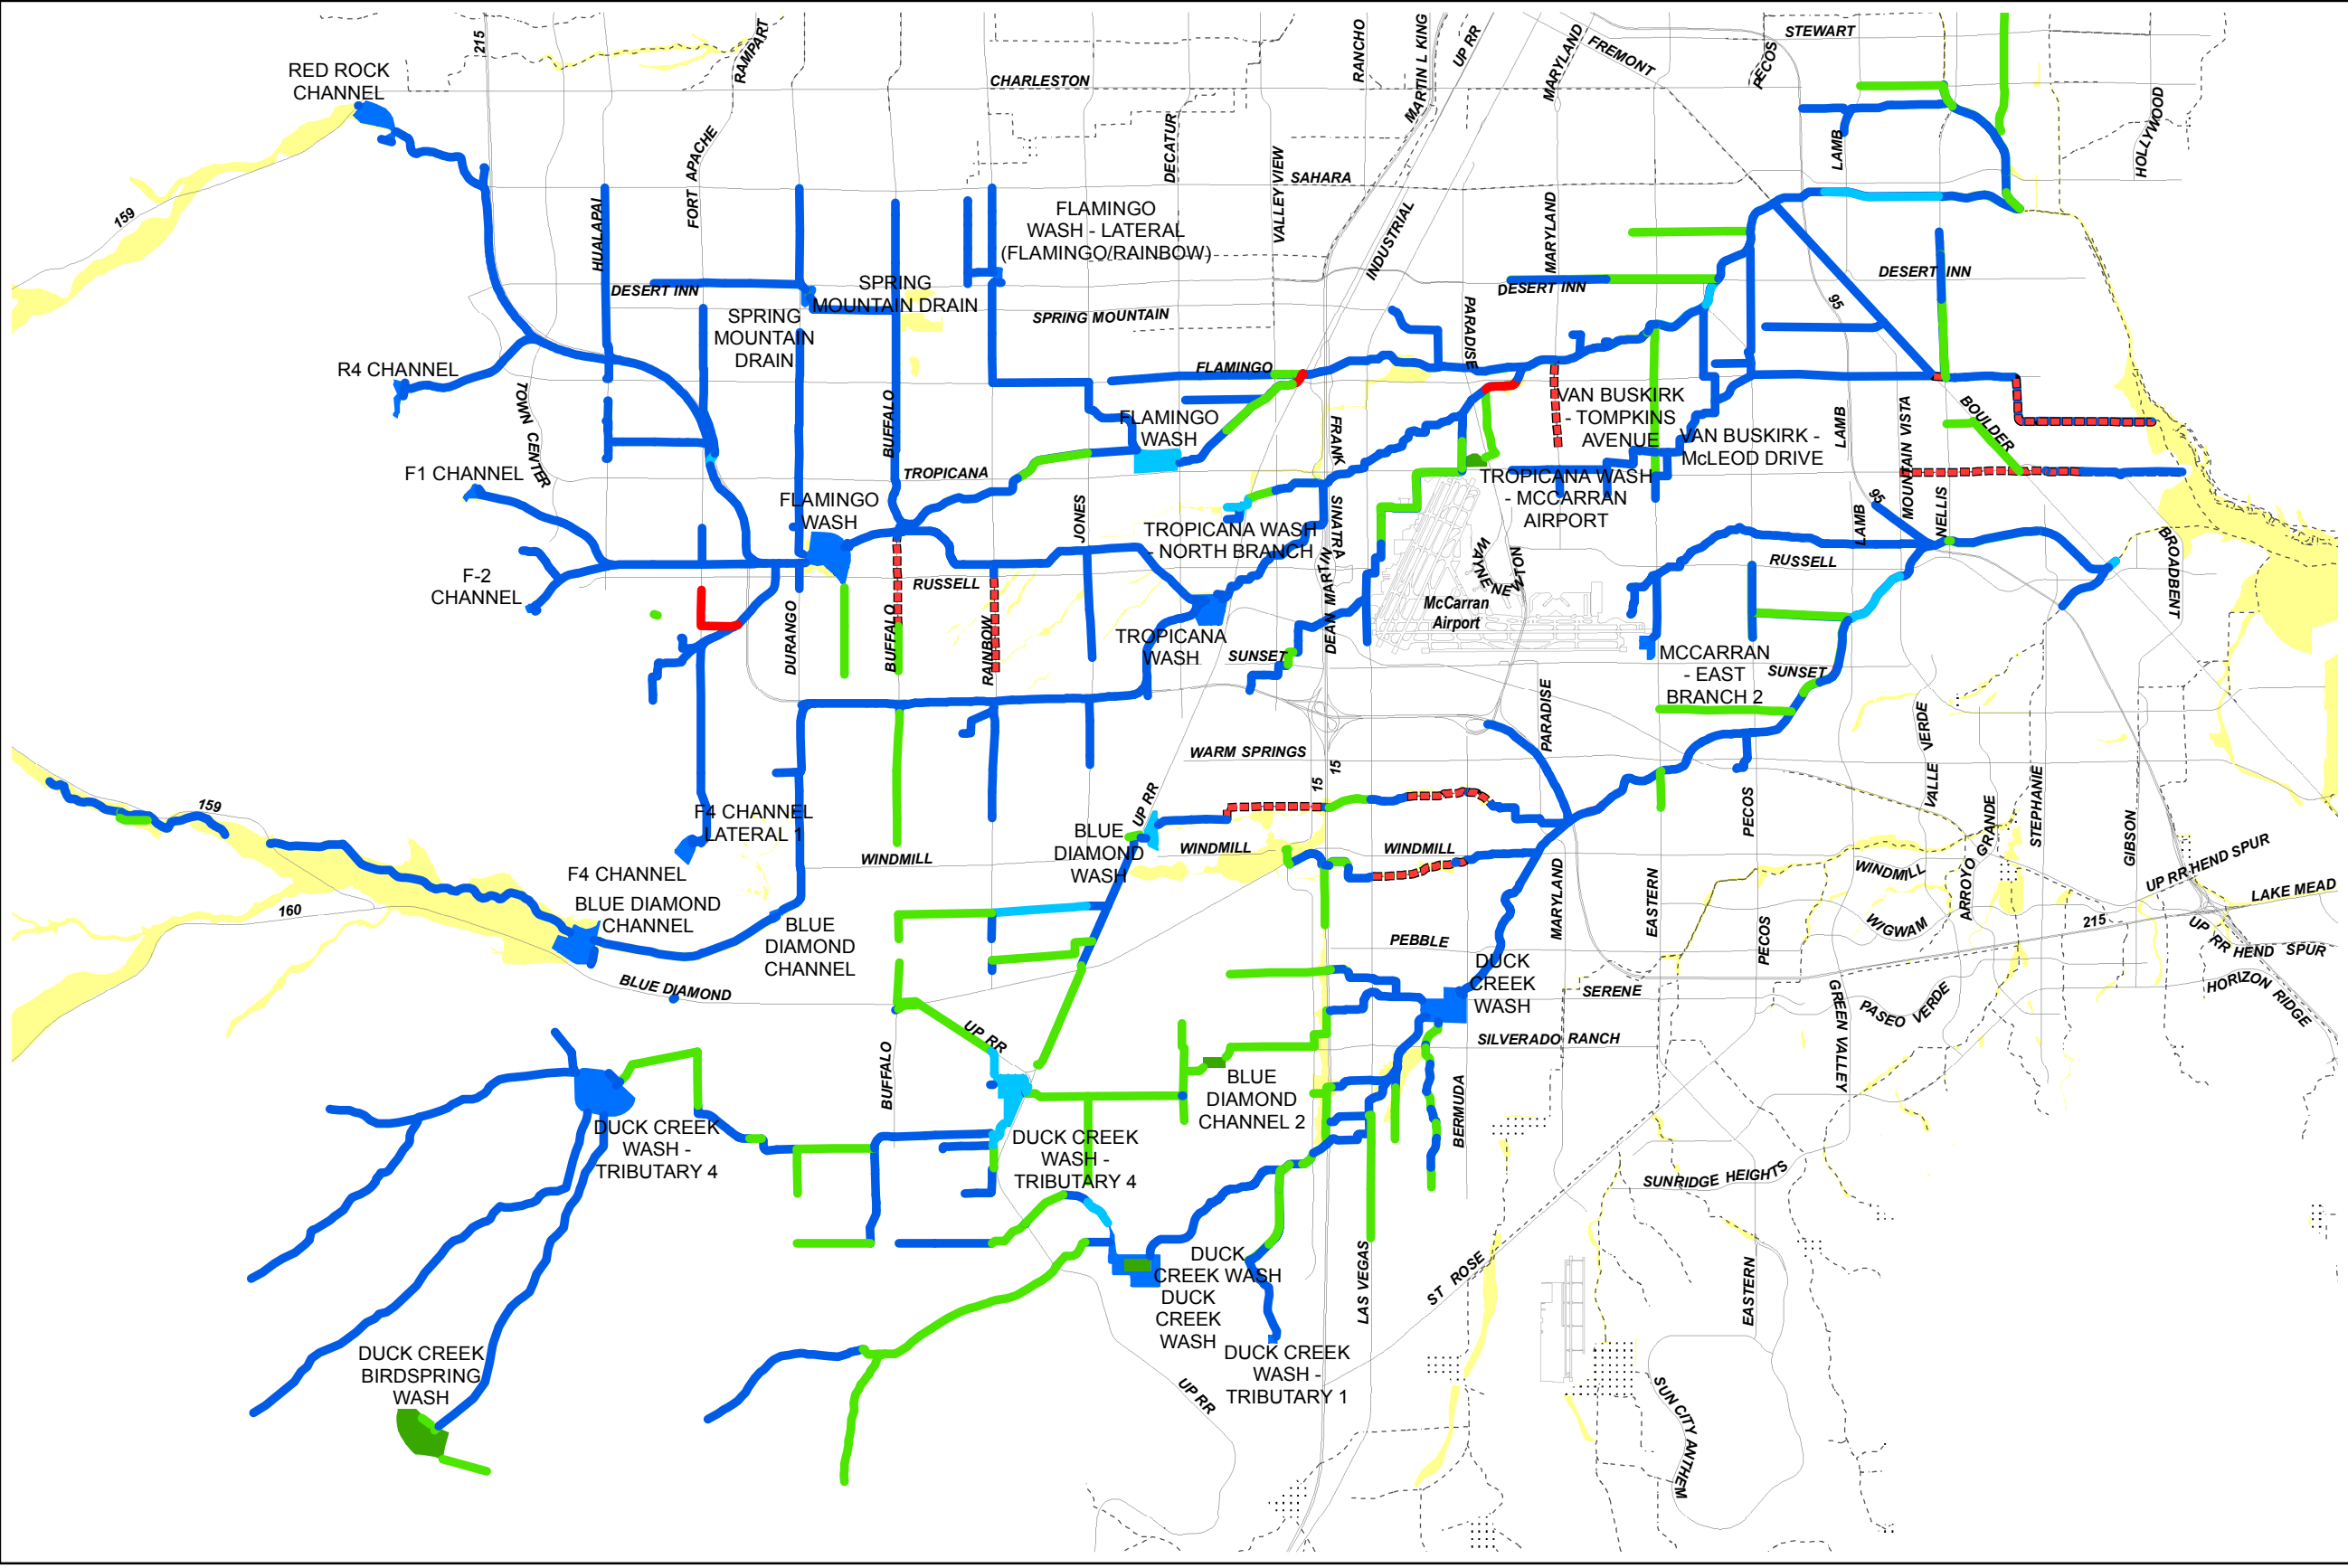 STEWART
215
RAMPART
RANCHO
MARTIN L KING
UP RR
MARYLAND
FREMONT
PECOS
RED ROCK
CHANNEL
CHARLESTON
HOLLYWOOD
FORT APACHE
DECATUR
VALLEY VIEW
LAMB
SAHARA
159
HUALAPAI
FLAMINGO
WASH - LATERAL
(FLAMINGO/RAINBOW)
INDUSTRIAL
MARYLAND
DESERT INN
SPRING
MOUNTAIN DRAIN
DESERT INN
DESERT INN
95
SPRING
MOUNTAIN
DRAIN
SPRING MOUNTAIN
PARADISE
R4 CHANNEL
FLAMINGO
TOWN CENTER
BUFFALO
FLAMINGO
WASH
FRANK SINATRA
VAN BUSKIRK
- TOMPKINS
AVENUE
VAN BUSKIRK -
McLEOD DRIVE
LAMB
MOUNTAIN VISTA
BOULDER
F1 CHANNEL
TROPICANA
TROPICANA WASH
- MCCARRAN
AIRPORT
FLAMINGO
WASH
JONES
TROPICANA WASH
- NORTH BRANCH
95
LAMB
NELLIS
BROADBENT
F-2
CHANNEL
RUSSELL
RUSSELL
WAYNE NEWTON
McCarran
Airport
DEAN MARTIN
DURANGO
BUFFALO
RAINBOW
TROPICANA
WASH
SUNSET
MCCARRAN
- EAST
BRANCH 2
SUNSET
PARADISE
VALLE VERDE
VALLE VERDE
WARM SPRINGS
15
15
159
F4 CHANNEL
LATERAL 1
UP RR
BLUE
DIAMOND
WASH
WINDMILL
WINDMILL
WINDMILL
PECOS
ARROYO GRANDE
STEPHANIE
GIBSON
F4 CHANNEL
MARYLAND
EASTERN
WINDMILL
UP RR HEND SPUR
LAKE MEAD
160
BLUE DIAMOND
CHANNEL
BLUE
DIAMOND
CHANNEL
PEBBLE
PECOS
WIGWAM
215
UP RR HEND SPUR
BLUE DIAMOND
DUCK
CREEK
WASH
SERENE
GREEN VALLEY
PASEO VERDE
HORIZON RIDGE
UP RR
SILVERADO RANCH
BUFFALO
BLUE
DIAMOND
CHANNEL 2
BERMUDA
DUCK CREEK
WASH -
TRIBUTARY 4
DUCK CREEK
WASH -
TRIBUTARY 4
SUNRIDGE HEIGHTS
DUCK
CREEK WASH
DUCK
CREEK
WASH
LAS VEGAS
ST ROSE
EASTERN
DUCK CREEK
BIRDSPRING
WASH
DUCK CREEK
WASH -
TRIBUTARY 1
UP RR
SUN CITY ANTHEM